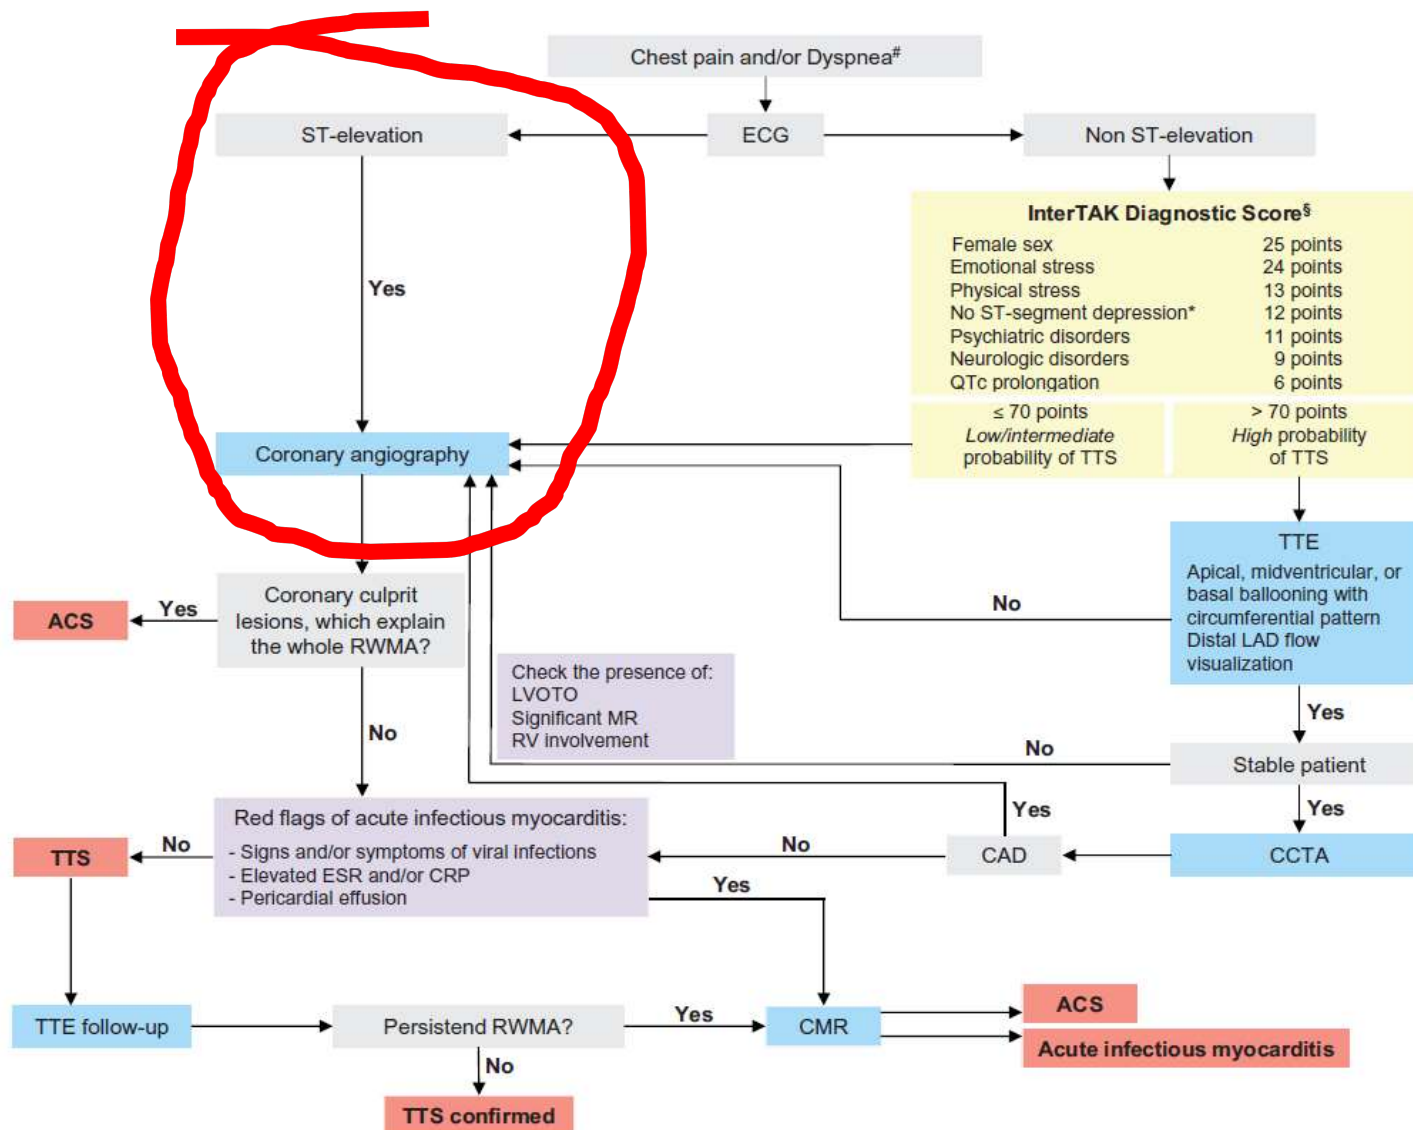 Chest pain and/or Dyspnea#
ST-elevation
ECG
Non ST-elevation
InterTAK Diagnostic Score§
Female sex 25 points
Emotional stress 24 points
Physical stress 13 points
No ST-segment depression* 12 points
Psychiatric disorders 11 points
Neurologic disorders 9 points
QTc prolongation 6 points
≤ 70 points
Low/intermediate
probability of TTS
> 70 points
High probability
of TTS
Yes
Coronary angiography
TTE
Apical, midventricular, or
basal ballooning with
circumferential pattern
Distal LAD flow
visualization
No
Coronary culprit
lesions, which explain
the whole RWMA?
Yes
ACS
Check the presence of:
LVOTO
Significant MR
RV involvement
No
Yes
No
Stable patient
Yes
Red flags of acute infectious myocarditis:
- Signs and/or symptoms of viral infections
- Elevated ESR and/or CRP
- Pericardial effusion
No
TTS
No
CAD
Yes
CCTA
Yes
TTE follow-up
Persistend RWMA?
Yes
CMR
ACS
Acute infectious myocarditis
No
TTS confirmed